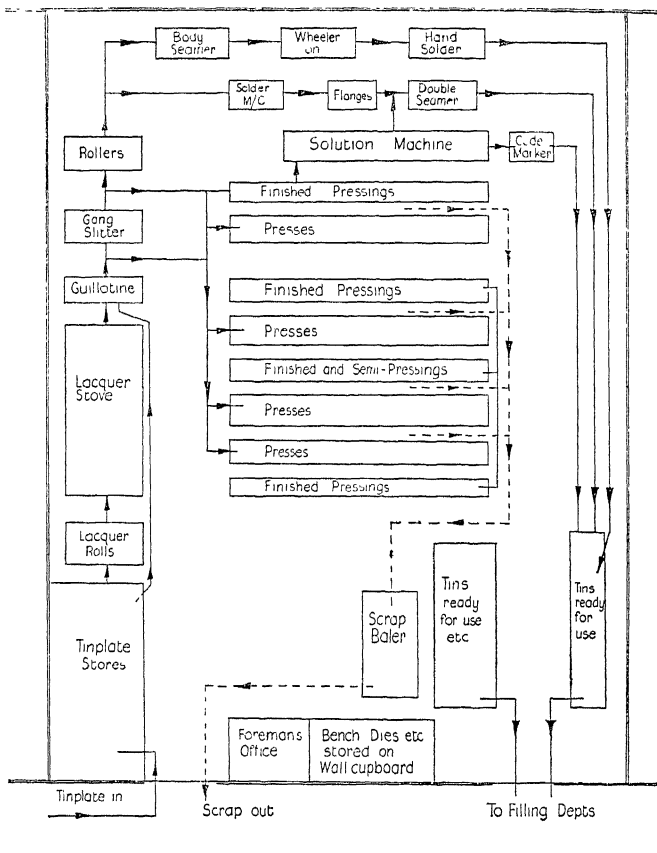 Body
Seamer
Wheeler
on
Hand
Solder
Solder
M/C
Flanges
Double
Seamer
Rollers
Solution Machine
Code
Marker
Finished Pressings
Gang
Slitter
Presses
Guillotine
Finished Pressings
Presses
Lacquer
Stove
Finished and Semi-Pressings
Presses
Presses
Finished Pressings
Lacquer
Rolls
Tinplate
Stores
Scrap
Baler
Tins
ready
for use
etc
Tins
ready
for
use
Foremans
Office
Bench Dies etc
stored on
Wall cupboard
Tinplate in
Scrap out
To Filling Depts